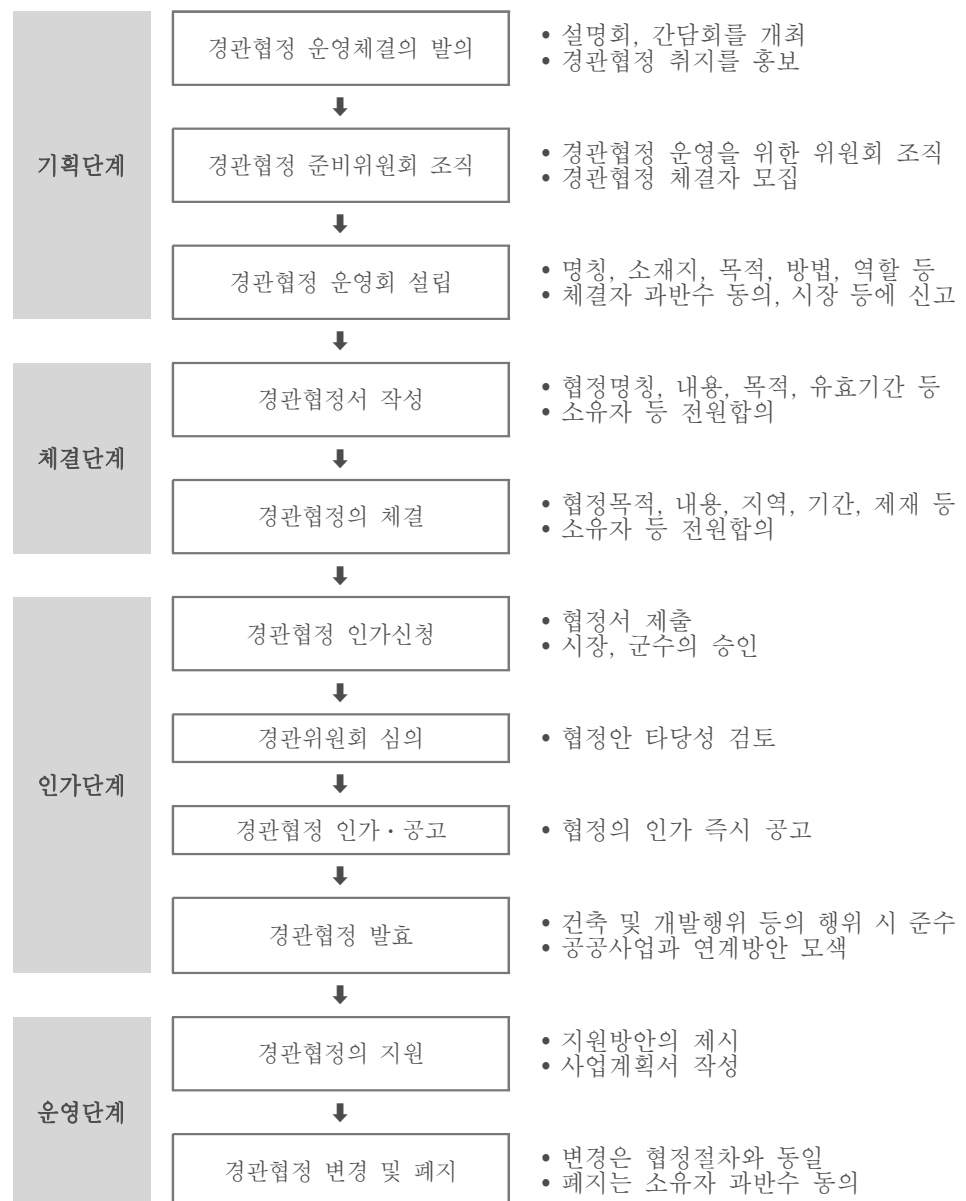 기획단계
경관협정 운영체결의 발의
• 설명회, 간담회를 개최
• 경관협정 취지를 홍보
경관협정 준비위원회 조직
• 경관협정 운영을 위한 위원회 조직
• 경관협정 체결자 모집
경관협정 운영회 설립
• 명칭, 소재지, 목적, 방법, 역할 등
• 체결자 과반수 동의, 시장 등에 신고
체결단계
경관협정서 작성
• 협정명칭, 내용, 목적, 유효기간 등
• 소유자 등 전원합의
경관협정의 체결
• 협정목적, 내용, 지역, 기간, 제재 등
• 소유자 등 전원합의
인가단계
경관협정 인가신청
• 협정서 제출
• 시장, 군수의 승인
경관위원회 심의
• 협정안 타당성 검토
경관협정 인가·공고
• 협정의 인가 즉시 공고
경관협정 발효
• 건축 및 개발행위 등의 행위 시 준수
• 공공사업과 연계방안 모색
운영단계
경관협정의 지원
• 지원방안의 제시
• 사업계획서 작성
경관협정 변경 및 폐지
• 변경은 협정절차와 동일
• 폐지는 소유자 과반수 동의